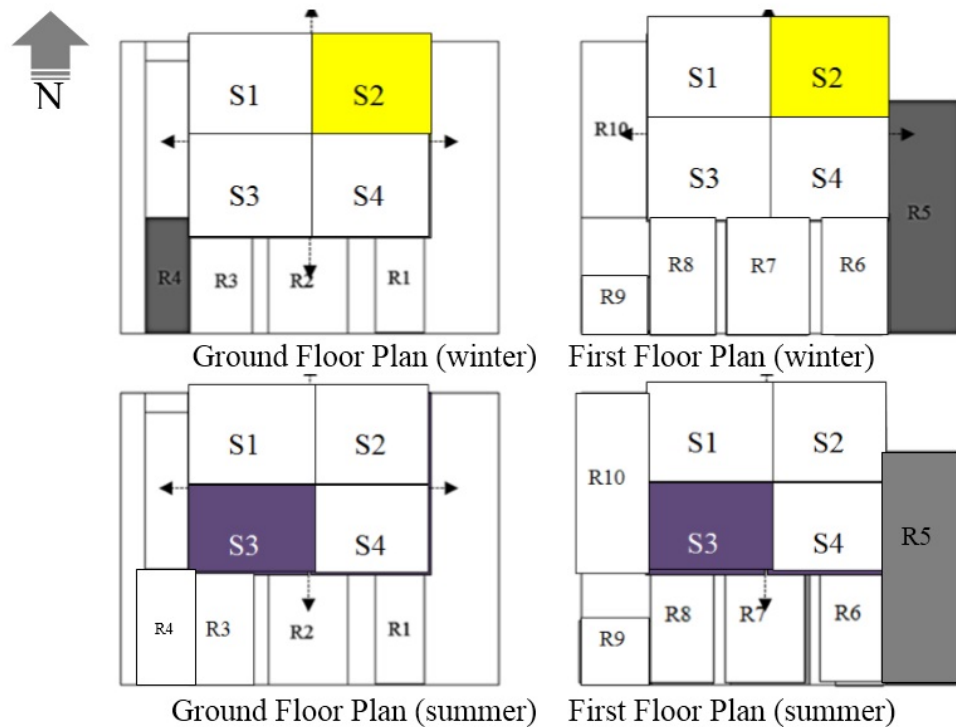 N
S1 S2
S3 S4
R4 R3 R2 R1
S1 S2
R10
S3 S4
R5
R8 R7 R6
R9
Ground Floor Plan (winter) First Floor Plan (winter)
S1 S2
S3 S4
R4 R3 R2 R1
S1 S2
R10
S3 S4 R5
R8 R7 R6
R9
Ground Floor Plan (summer) First Floor Plan (summer)